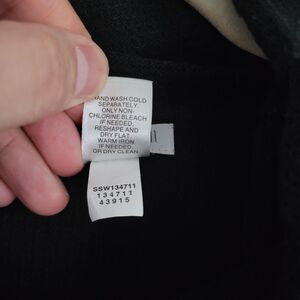 HAND WASH COLD
SEPARATELY,
ONLY NON-
CHLORINE BLEACH
IF NEEDED,
RESHAPE AND
DRY FLAT
WARM IRON
IF NEEDED,
OR DRY CLEAN
SSW134711
134711
43915